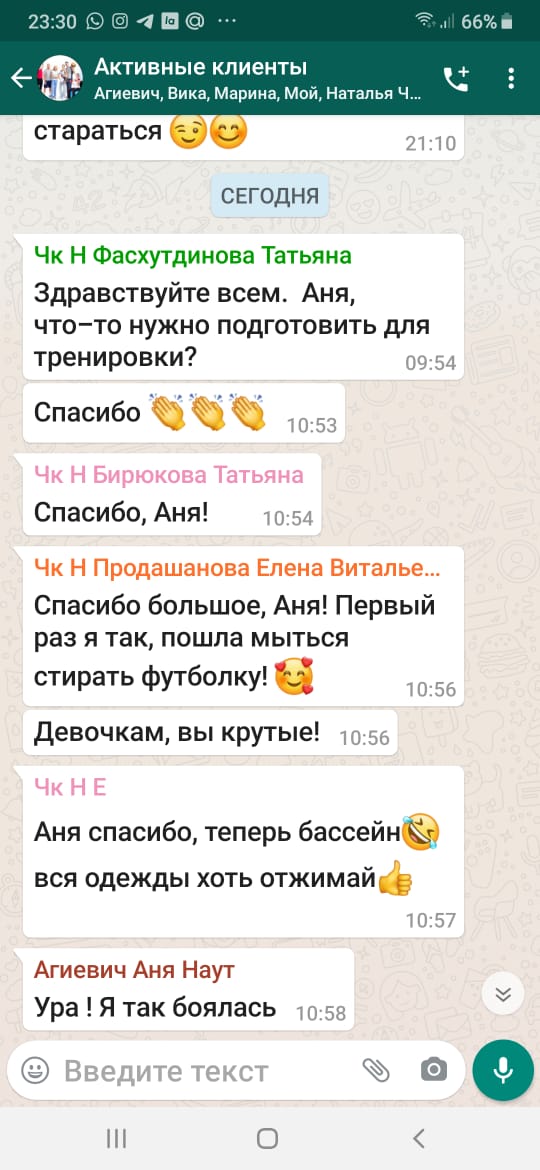 23:30 la @ ... 66%
Активные клиенты
Агиевич, Вика, Марина, Мой, Наталья Ч...
стараться
21:10
СЕГОДНЯ
Чк Н Фасхутдинова Татьяна
Здравствуйте всем. Аня,
что-то нужно подготовить для
тренировки?
09:54
Спасибо 10:53
Чк Н Бирюкова Татьяна
Спасибо, Аня! 10:54
Чк Н Продашанова Елена Виталье...
Спасибо большое, Аня! Первый
раз я так, пошла мыться
стирать футболку!
10:56
Девочкам, вы крутые! 10:56
Чк Н Е
Аня спасибо, теперь бассейн
вся одежды хоть отжимай
10:57
Агиевич Аня Наут
Ура ! Я так боялась 10:58
Введите текст